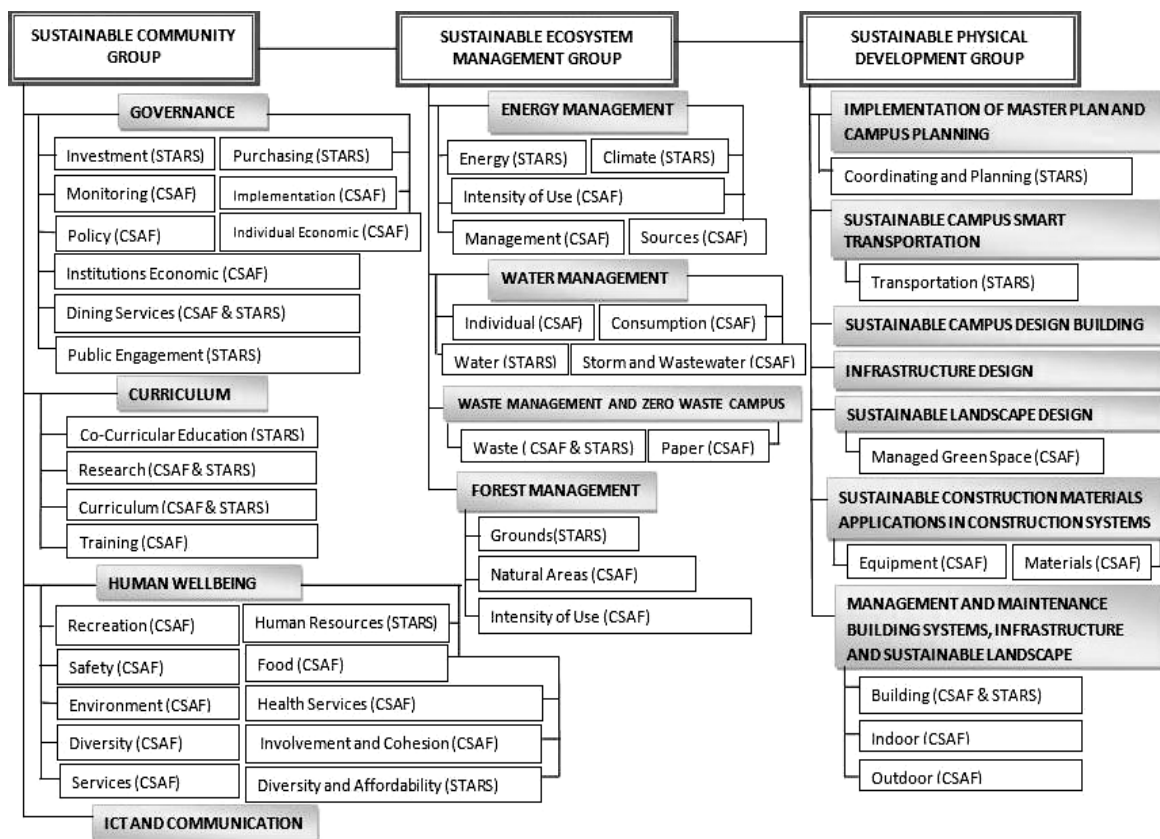 SUSTAINABLE COMMUNITY
GROUP
GOVERNANCE
Investment (STARS)
Purchasing (STARS)
Monitoring (CSAF)
Implementation (CSAF)
Policy (CSAF)
Individual Economic (CSAF)
Institutions Economic (CSAF)
Dining Services (CSAF & STARS)
Public Engagement (STARS)
CURRICULUM
Co-Curricular Education (STARS)
Research (CSAF & STARS)
Curriculum (CSAF & STARS)
Training (CSAF)
HUMAN WELLBEING
Recreation (CSAF)
Human Resources (STARS)
Safety (CSAF)
Food (CSAF)
Environment (CSAF)
Health Services (CSAF)
Diversity (CSAF)
Involvement and Cohesion (CSAF)
Services (CSAF)
Diversity and Affordability (STARS)
ICT AND COMMUNICATION
SUSTAINABLE ECOSYSTEM
MANAGEMENT GROUP
ENERGY MANAGEMENT
Energy (STARS)
Climate (STARS)
Intensity of Use (CSAF)
Management (CSAF)
Sources (CSAF)
WATER MANAGEMENT
Individual (CSAF)
Consumption (CSAF)
Water (STARS)
Storm and Wastewater (CSAF)
WASTE MANAGEMENT AND ZERO WASTE CAMPUS
Waste ( CSAF & STARS)
Paper (CSAF)
FOREST MANAGEMENT
Grounds(STARS)
Natural Areas (CSAF)
Intensity of Use (CSAF)
SUSTAINABLE PHYSICAL
DEVELOPMENT GROUP
IMPLEMENTATION OF MASTER PLAN AND
CAMPUS PLANNING
Coordinating and Planning (STARS)
SUSTAINABLE CAMPUS SMART
TRANSPORTATION
Transportation (STARS)
SUSTAINABLE CAMPUS DESIGN BUILDING
INFRASTRUCTURE DESIGN
SUSTAINABLE LANDSCAPE DESIGN
Managed Green Space (CSAF)
SUSTAINABLE CONSTRUCTION MATERIALS
APPLICATIONS IN CONSTRUCTION SYSTEMS
Equipment (CSAF)
Materials (CSAF)
MANAGEMENT AND MAINTENANCE
BUILDING SYSTEMS, INFRASTRUCTURE
AND SUSTAINABLE LANDSCAPE
Building (CSAF & STARS)
Indoor (CSAF)
Outdoor (CSAF)